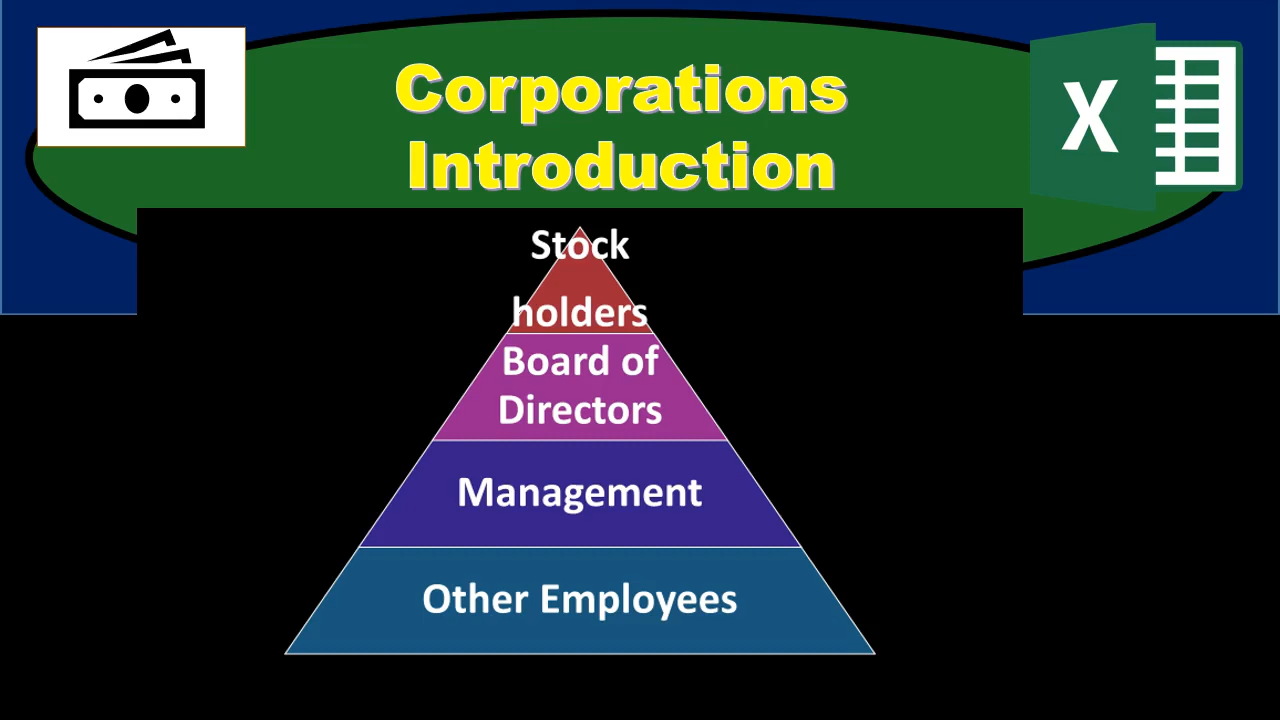 Corporations
Introduction
X
Stock
holders
Board of
Directors
Management
Other Employees